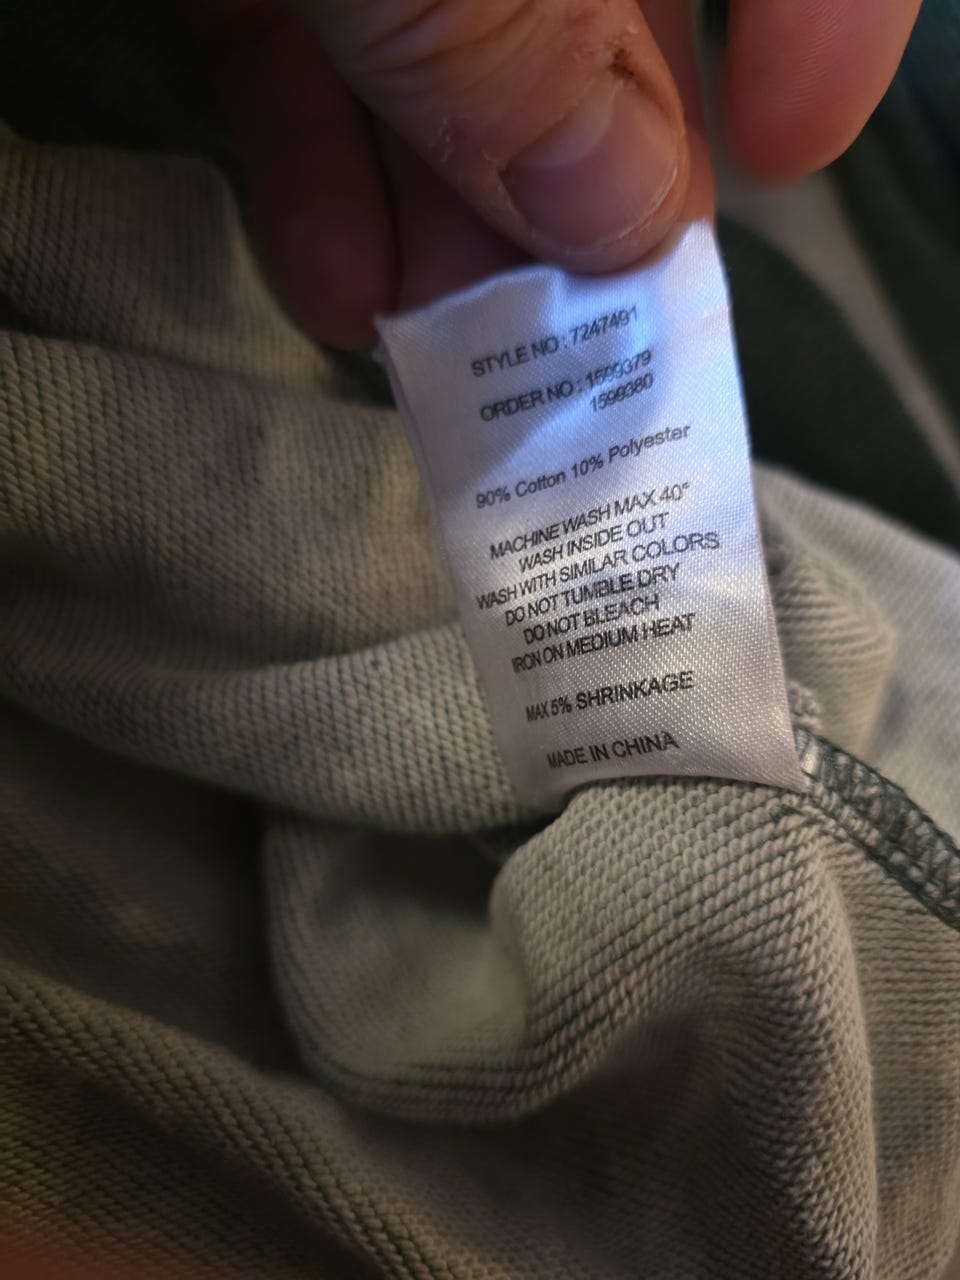 STYLE NO : 7247491
ORDER NO : 1599379
1599380
90% Cotton 10% Polyester
MACHINE WASH MAX 40°
WASH INSIDE OUT
WASH WITH SIMILAR COLORS
DO NOT TUMBLE DRY
DO NOT BLEACH
IRON ON MEDIUM HEAT
MAX 5% SHRINKAGE
MADE IN CHINA